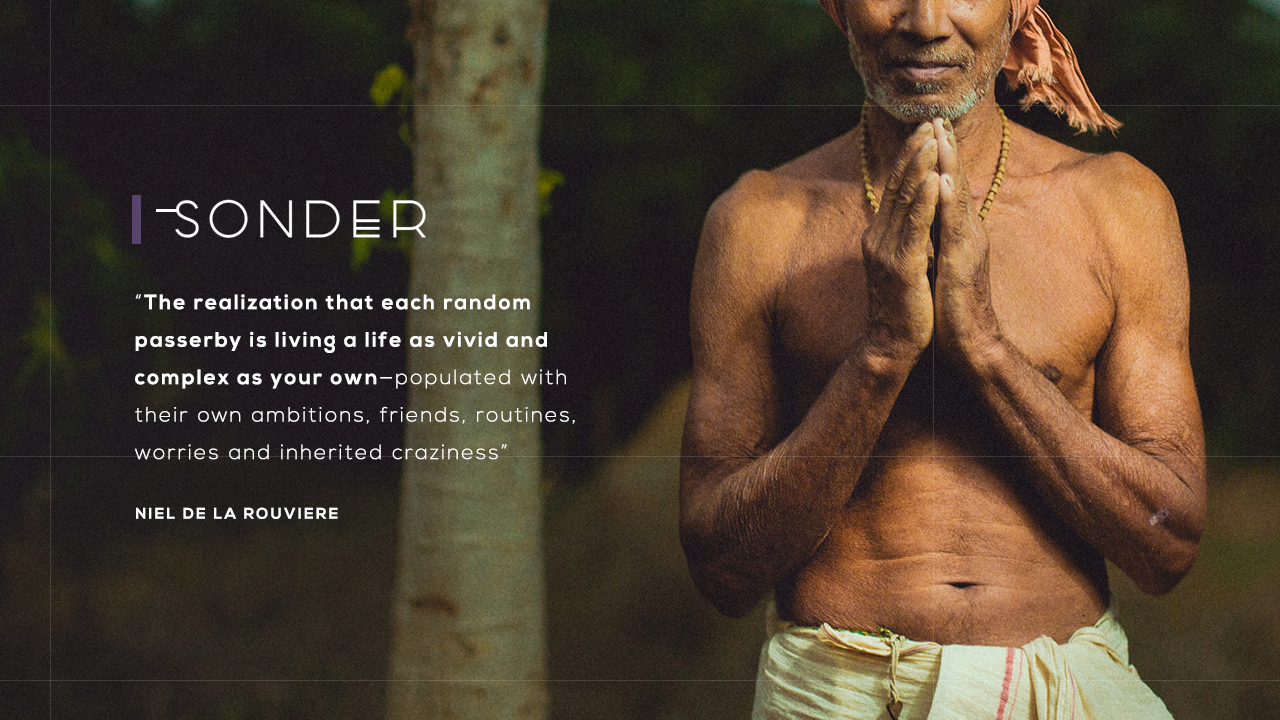 SONDER
“The realization that each random
passerby is living a life as vivid and
complex as your own—populated with
their own ambitions, friends, routines,
worries and inherited craziness”
NIEL DE LA ROUVIERE